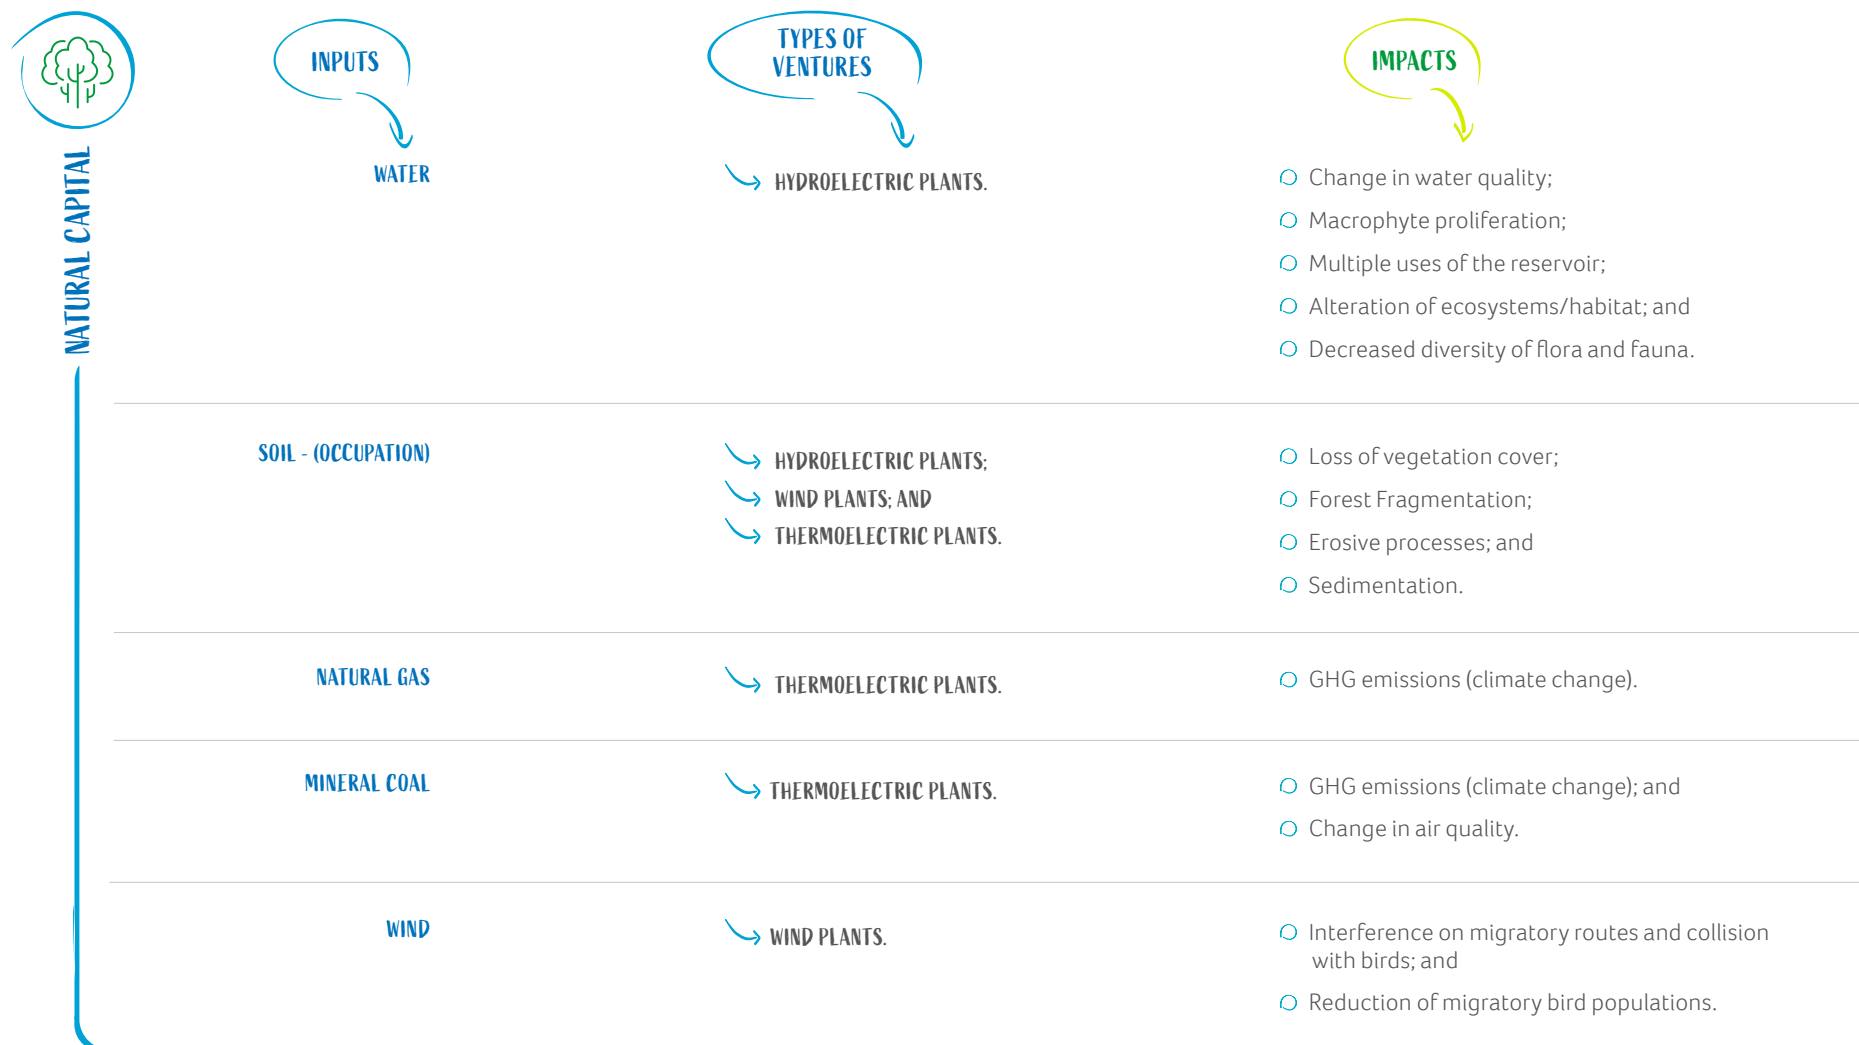 NATURAL CAPITAL
INPUTS
TYPES OF
VENTURES
IMPACTS
WATER
HYDROELECTRIC PLANTS.
Change in water quality;
Macrophyte proliferation;
Multiple uses of the reservoir;
Alteration of ecosystems/habitat; and
Decreased diversity of flora and fauna.
SOIL - (OCCUPATION)
HYDROELECTRIC PLANTS;
WIND PLANTS; AND
THERMOELECTRIC PLANTS.
Loss of vegetation cover;
Forest Fragmentation;
Erosive processes; and
Sedimentation.
NATURAL GAS
THERMOELECTRIC PLANTS.
GHG emissions (climate change).
MINERAL COAL
THERMOELECTRIC PLANTS.
GHG emissions (climate change); and
Change in air quality.
WIND
WIND PLANTS.
Interference on migratory routes and collision
with birds; and
Reduction of migratory bird populations.